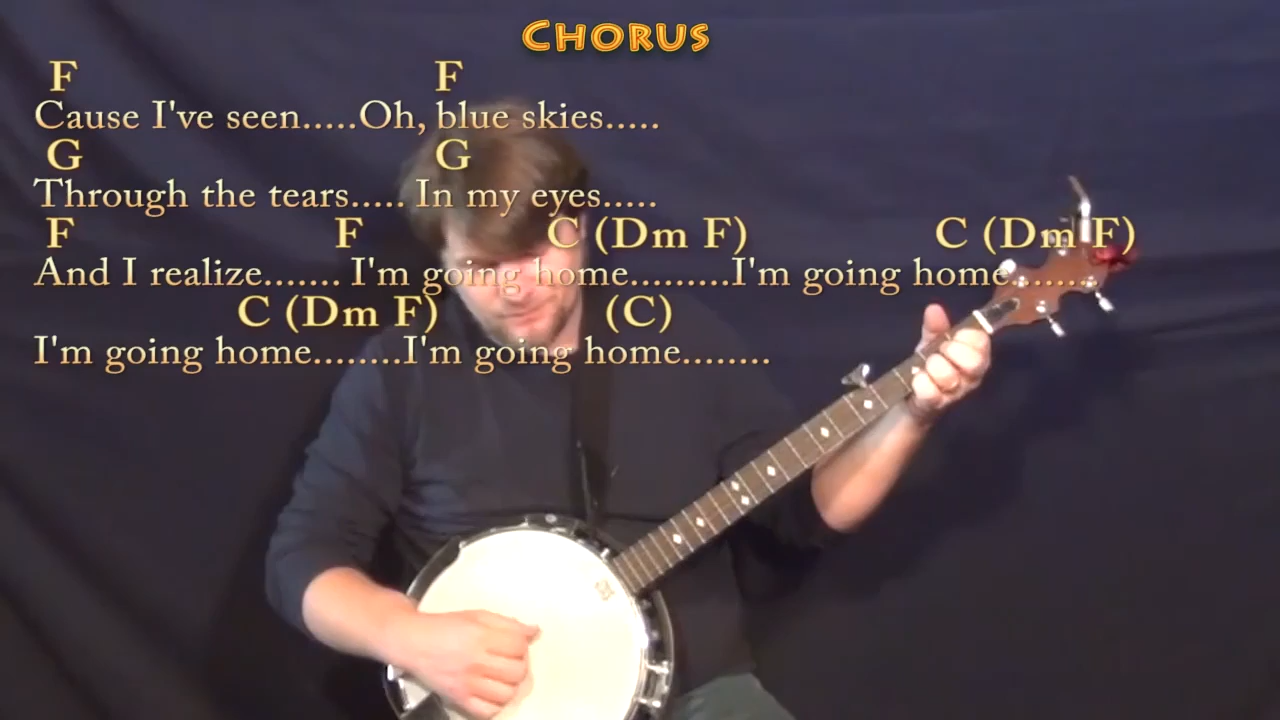 CHORUS
F F
Cause I've seen.....Oh, blue skies.....
G G
Through the tears..... In my eyes.....
F F C (Dm F) C (Dm F)
And I realize....... I'm going home.........I'm going home........
C (Dm F) (C)
I'm going home........I'm going home........